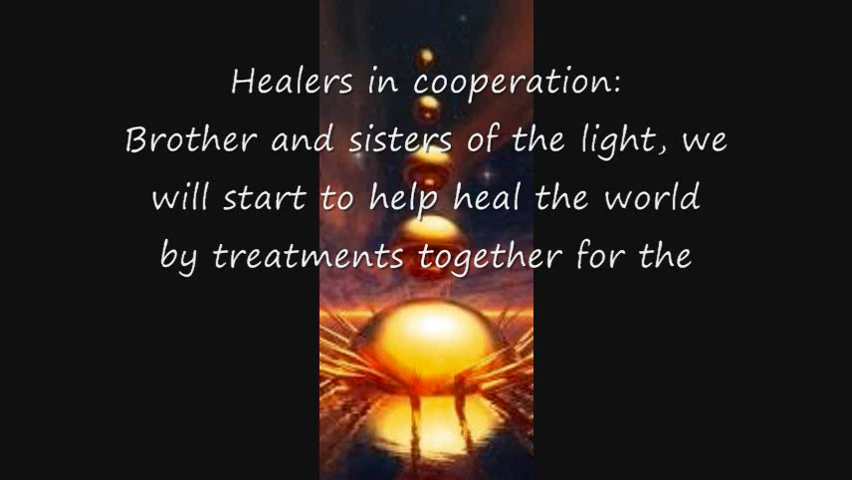 Healers in cooperation:
Brother and sisters of the light, we
will start to help heal the world
by treatments together for the